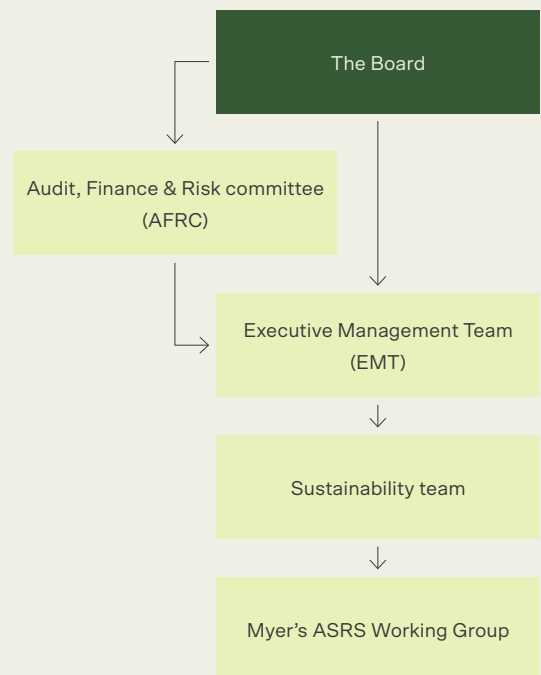 The Board
Audit, Finance & Risk committee
(AFRC)
Executive Management Team
(EMT)
Sustainability team
Myer’s ASRS Working Group